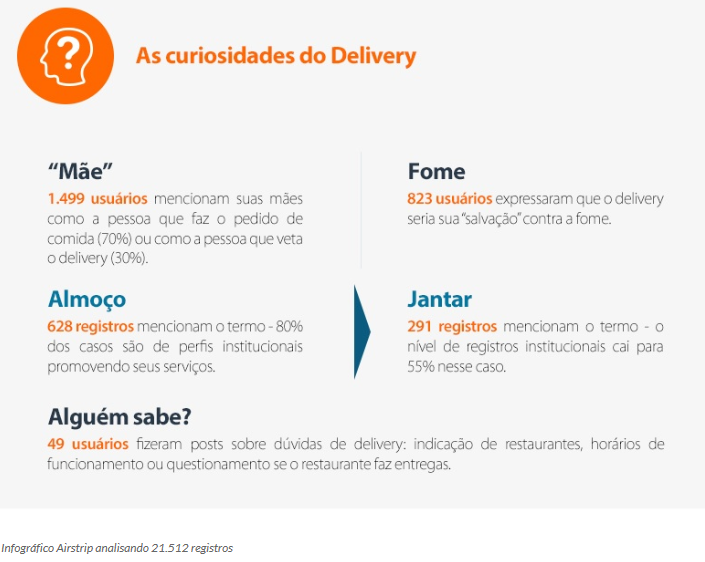 ?
As curiosidades do Delivery
“Mãe”
1.499 usuários mencionam suas mães
como a pessoa que faz o pedido de
comida (70%) ou como a pessoa que veta
o delivery (30%).
Fome
823 usuários expressaram que o delivery
seria sua “salvação” contra a fome.
Almoço
628 registros mencionam o termo - 80%
dos casos são de perfis institucionais
promovendo seus serviços.
Jantar
291 registros mencionam o termo - o
nível de registros institucionais cai para
55% nesse caso.
Alguém sabe?
49 usuários fizeram posts sobre dúvidas de delivery: indicação de restaurantes, horários de
funcionamento ou questionamento se o restaurante faz entregas.
Infográfico Airstrip analisando 21.512 registros